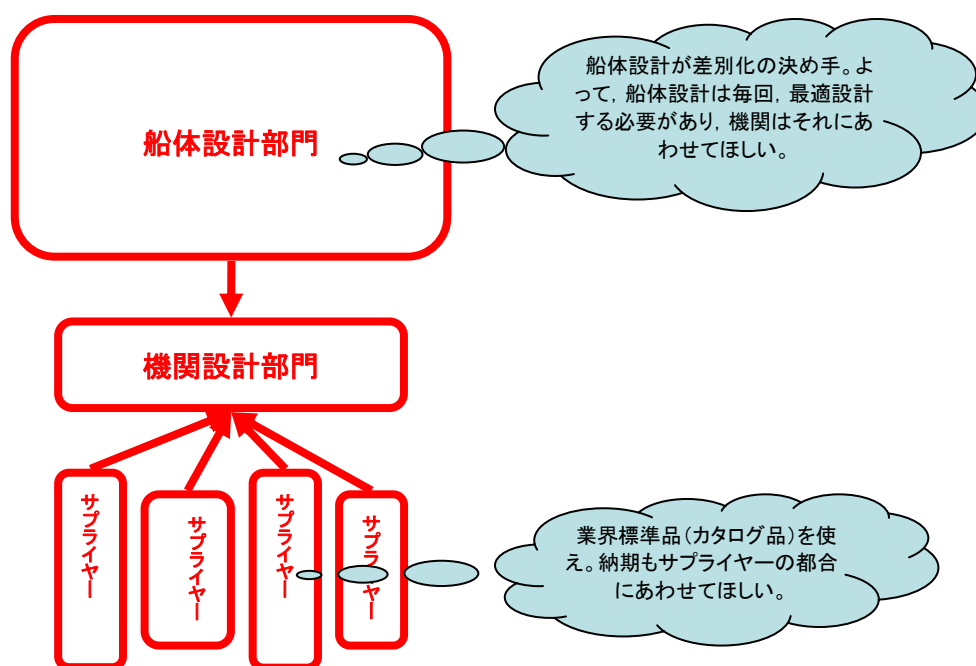 船体設計が差別化の決め手。よ
って，船体設計は毎回，最適設計
する必要があり，機関はそれにあ
わせてほしい。
船体設計部門
機関設計部門
サプライヤー
サプライヤー
サプライヤー
サプライヤー
業界標準品（カタログ品）を使
え。納期もサプライヤーの都合
にあわせてほしい。